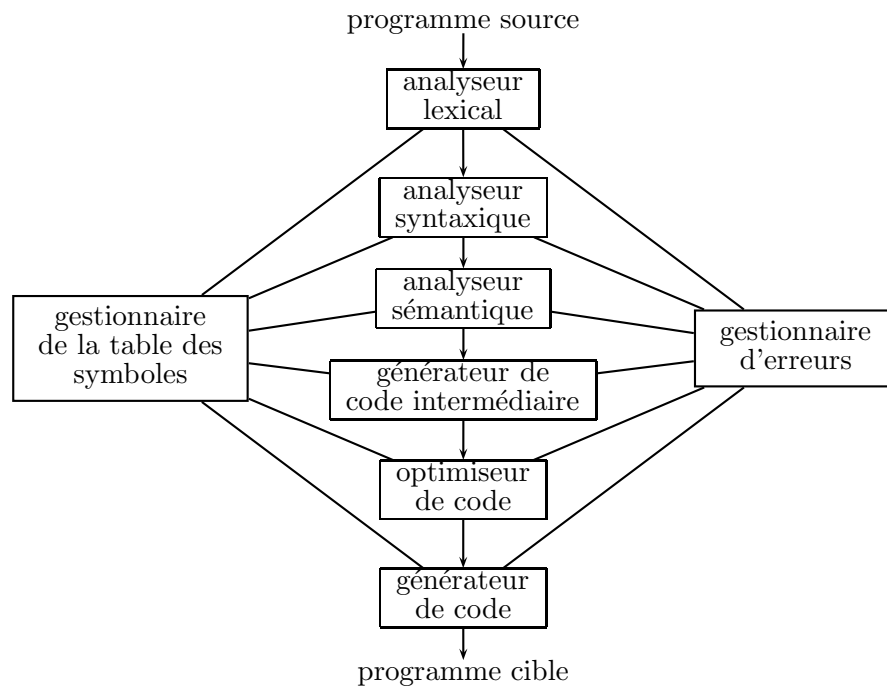 programme source
analyseur
lexical
analyseur
syntaxique
analyseur
sémantique
gestionnaire
de la table des
symboles
gestionnaire
d'erreurs
générateur de
code intermédiaire
optimiseur
de code
générateur
de code
programme cible